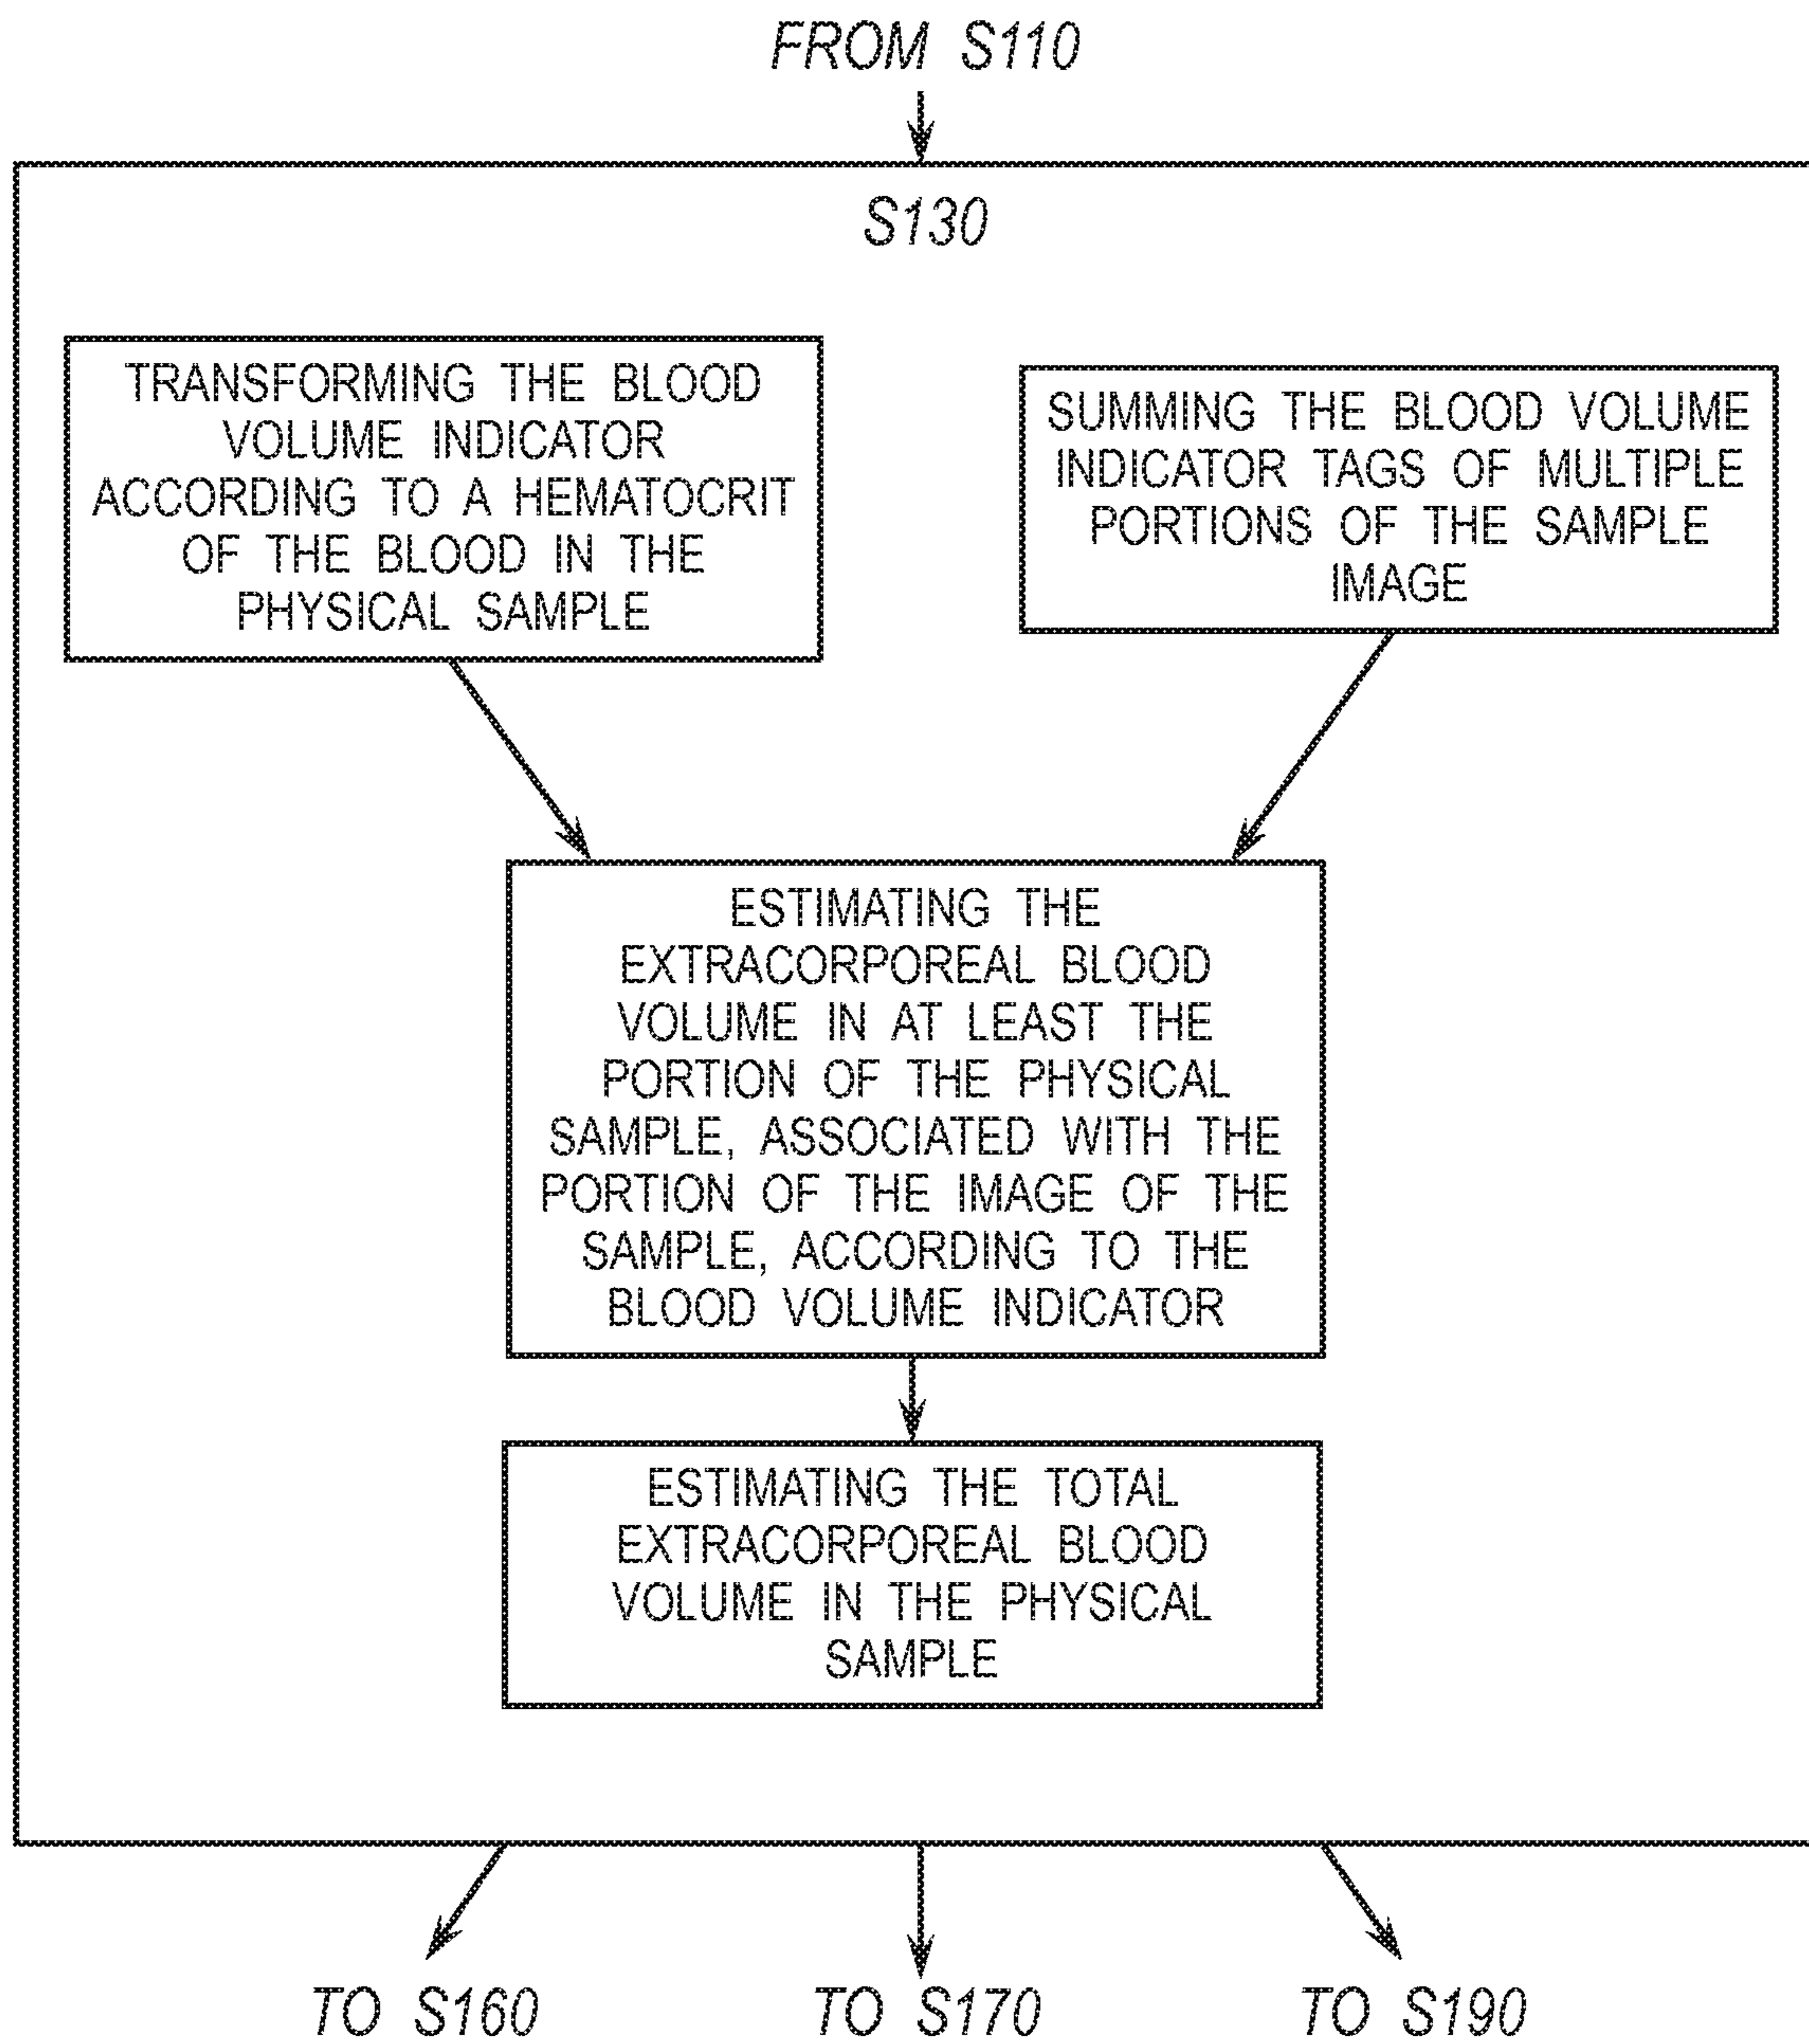 FROM S110
S130
TRANSFORMING THE BLOOD
VOLUME INDICATOR
ACCORDING TO A HEMATOCRIT
OF THE BLOOD IN THE
PHYSICAL SAMPLE
SUMMING THE BLOOD VOLUME
INDICATOR TAGS OF MULTIPLE
PORTIONS OF THE SAMPLE
IMAGE
ESTIMATING THE
EXTRACORPOREAL BLOOD
VOLUME IN AT LEAST THE
PORTION OF THE PHYSICAL
SAMPLE, ASSOCIATED WITH THE
PORTION OF THE IMAGE OF THE
SAMPLE, ACCORDING TO THE
BLOOD VOLUME INDICATOR
ESTIMATING THE TOTAL
EXTRACORPOREAL BLOOD
VOLUME IN THE PHYSICAL
SAMPLE
TO S160
TO S170
TO S190